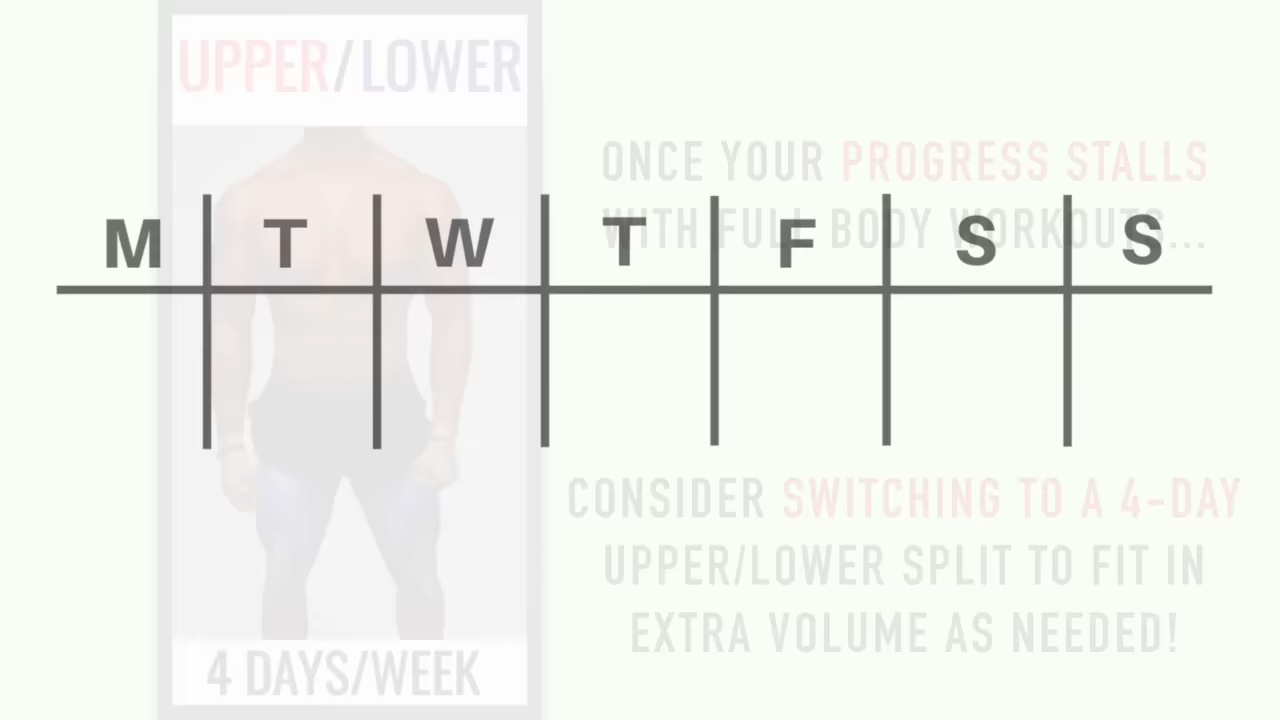 UPPER/LOWER
ONCE YOUR PROGRESS STALLS
WITH FULL BODY WORKOUTS...
M T W T F S S
CONSIDER SWITCHING TO A 4-DAY
UPPER/LOWER SPLIT TO FIT IN
EXTRA VOLUME AS NEEDED!
4 DAYS/WEEK